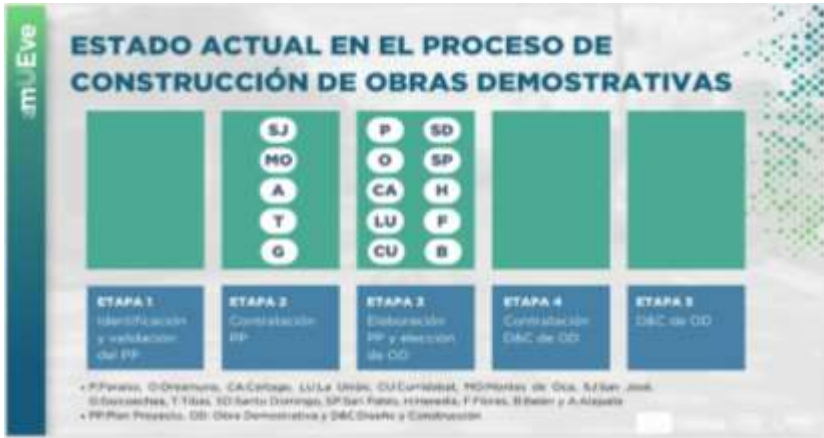 mUEve
ESTADO ACTUAL EN EL PROCESO DE
CONSTRUCCIÓN DE OBRAS DEMOSTRATIVAS
SJ
MO
A
T
G
P SD
O SP
CA H
LU F
CU B
ETAPA 1
Identificación
y validación
del PP
ETAPA 2
Contratación
PP
ETAPA 3
Elaboración
PP y elección
de OD
ETAPA 4
Contratación
D&C de OD
ETAPA 5
D&C de OD
• P:Paraíso, O:Oreamuno, CA:Cartago, LU:La Unión, CU:Curridabat, MO:Montes de Oca, SJ:San José,
G:Goicoechea, T:Tibás, SD:Santo Domingo, SP:San Pablo, H:Heredia, F:Flores, B:Belén y A:Alajuela
• PP:Plan Proyecto, OD: Obra Demostrativa y D&C:Diseño y Construcción